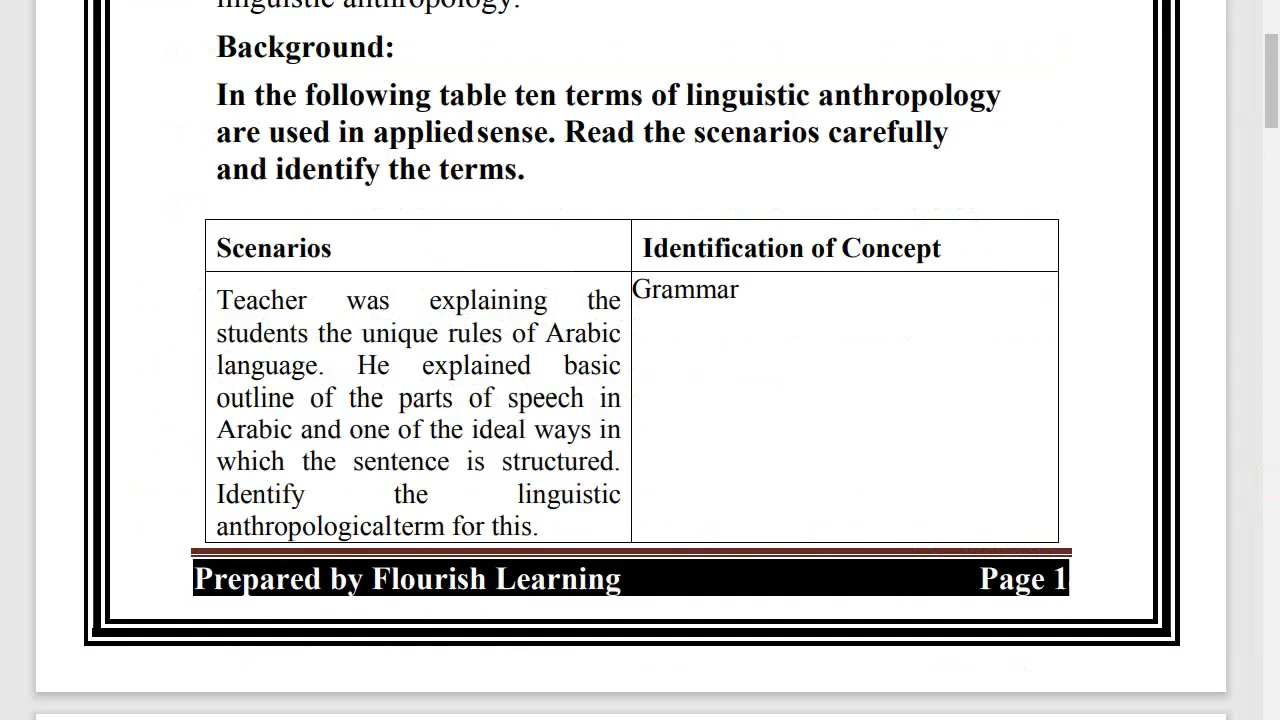 linguistic anthropology.
Background:
In the following table ten terms of linguistic anthropology
are used in appliedsense. Read the scenarios carefully
and identify the terms.
Scenarios
Identification of Concept
Teacher was explaining the
students the unique rules of Arabic
language. He explained basic
outline of the parts of speech in
Arabic and one of the ideal ways in
which the sentence is structured.
Identify the linguistic
anthropologicalterm for this.
Grammar
Prepared by Flourish Learning
Page 1